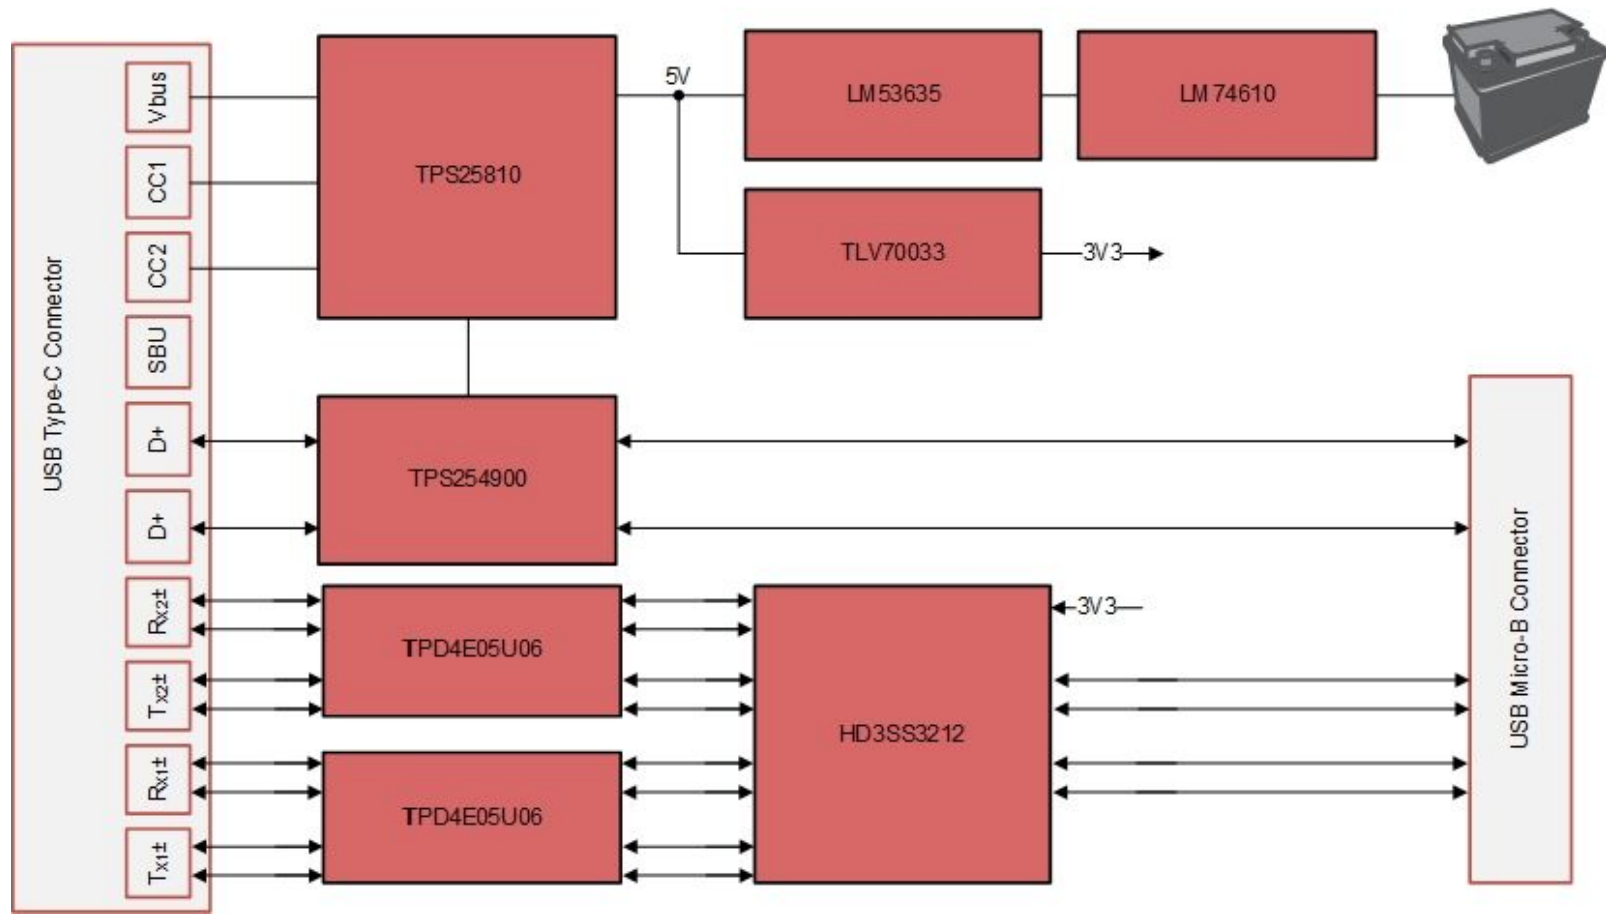 USB Type-C Connector
Vbus
CC1
CC2
SBU
D+
D+
Rx2±
Tx2±
Rx1±
Tx1±
TPS25810
5V
LM53635
LM74610
TLV70033
3V3
TPS254900
TPD4E05U06
TPD4E05U06
HD3SS3212
3V3
USB Micro-B Connector